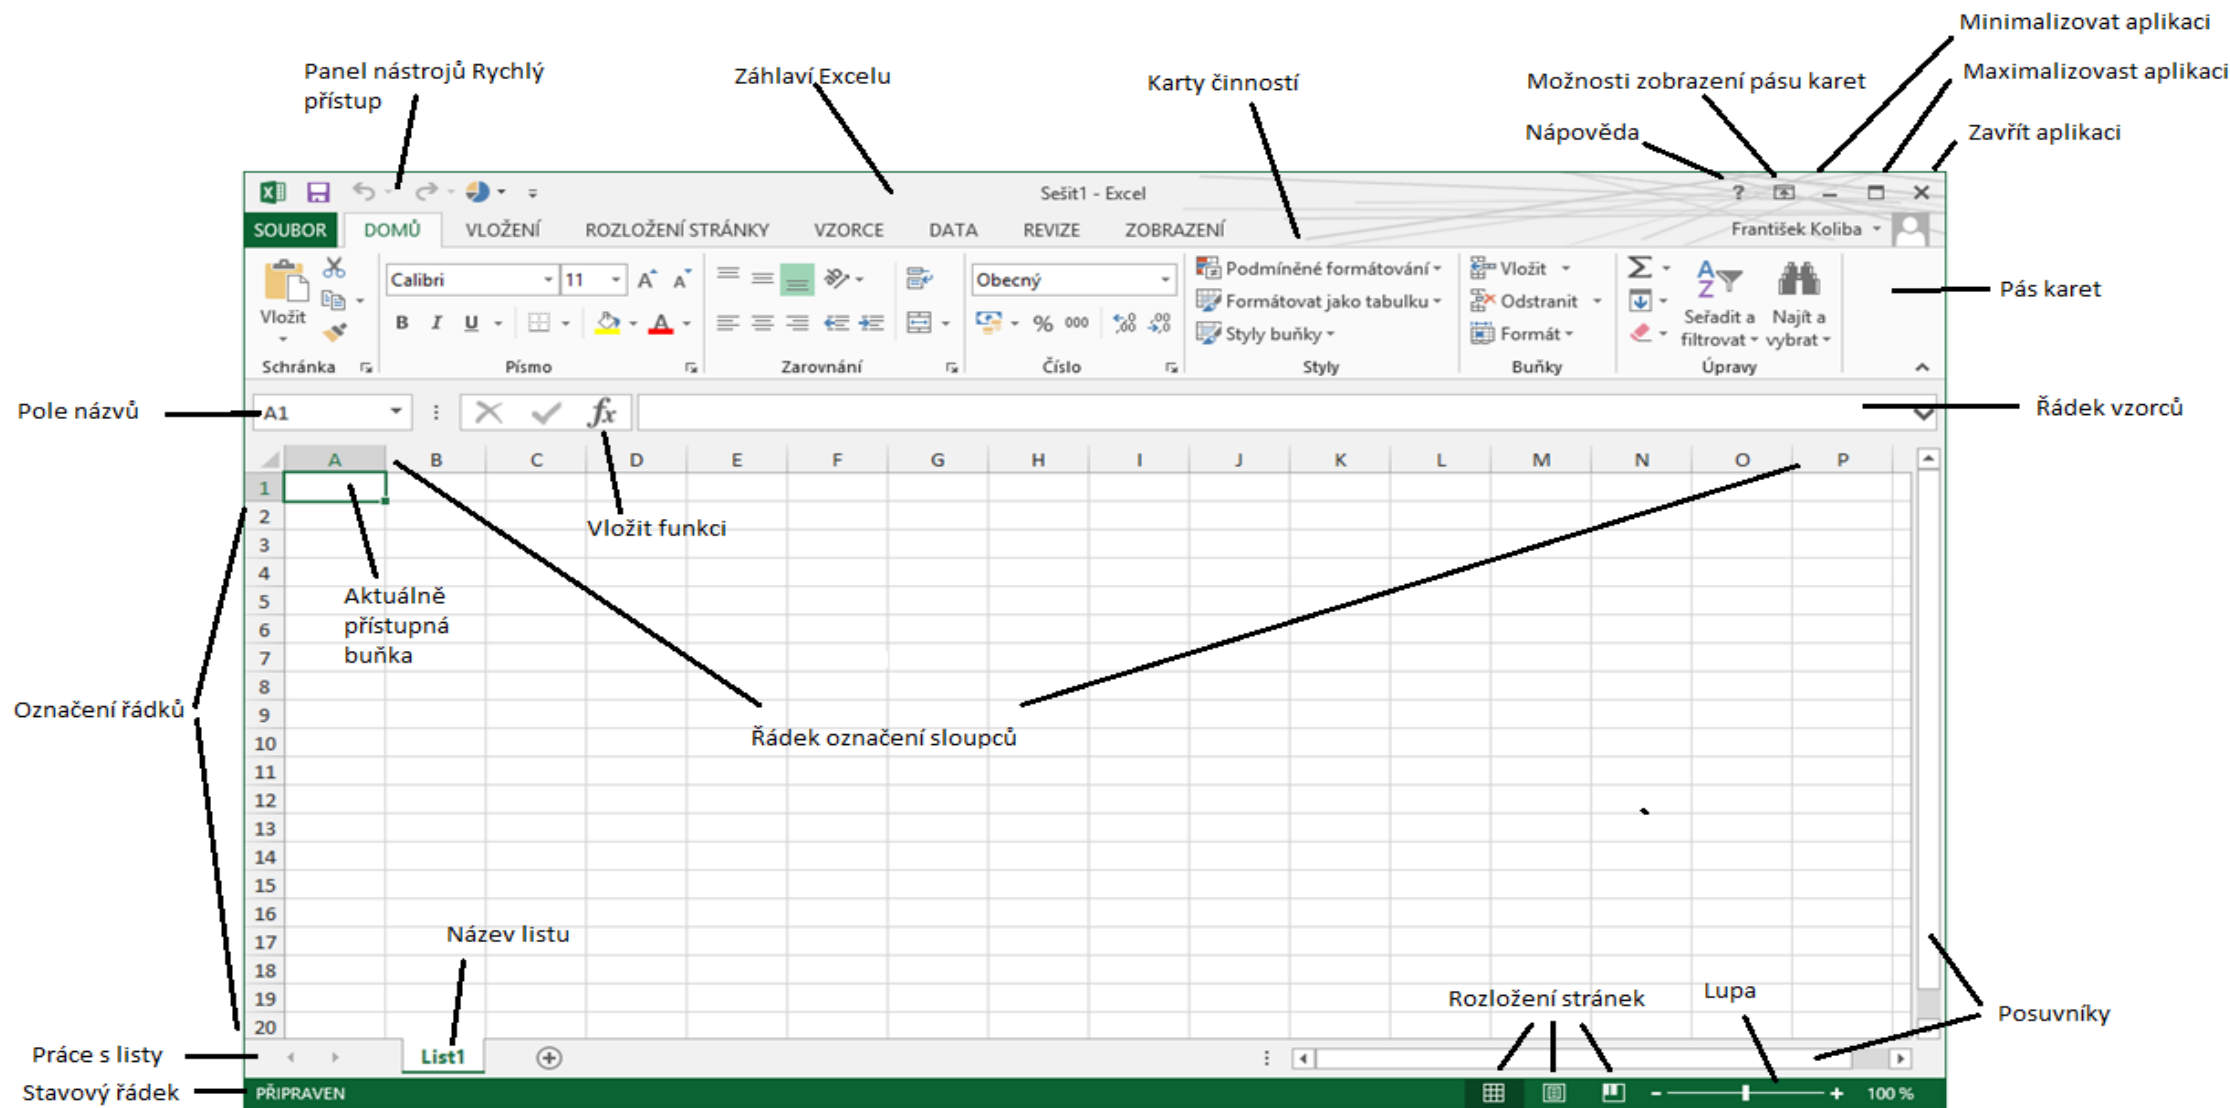 Minimalizovat aplikaci
Panel nástrojů Rychlý
přístup
Záhlaví Excelu
Karty činností
Možnosti zobrazení pásu karet
Maximalizovast aplikaci
Nápověda
Zavřít aplikaci
Sešit1 - Excel
?
SOUBOR DOMŮ VLOŽENÍ ROZLOŽENÍ STRÁNKY VZORCE DATA REVIZE ZOBRAZENÍ František Koliba
Calibri 11 Obecný Podmíněné formátování Vložit
Vložit Formátovat jako tabulku Odstranit Seřadit a filtrovat Najít a vybrat
B I U A % 000 Styly buňky Formát
Schránka Písmo Zarovnání Číslo Styly Buňky Úpravy
Pás karet
Pole názvů A1 fx Řádek vzorců
A B C D E F G H I J K L M N O P
1
2
Vložit funkci
3
4
5
Aktuálně
přístupná
buňka
6
7
8
9
Označení řádků
Řádek označení sloupců
10
11
12
13
14
15
16
17
Název listu
18
19
Rozložení stránek
Lupa
Posuvníky
20
Práce s listy List1
Stavový řádek PŘIPRAVEN 100 %